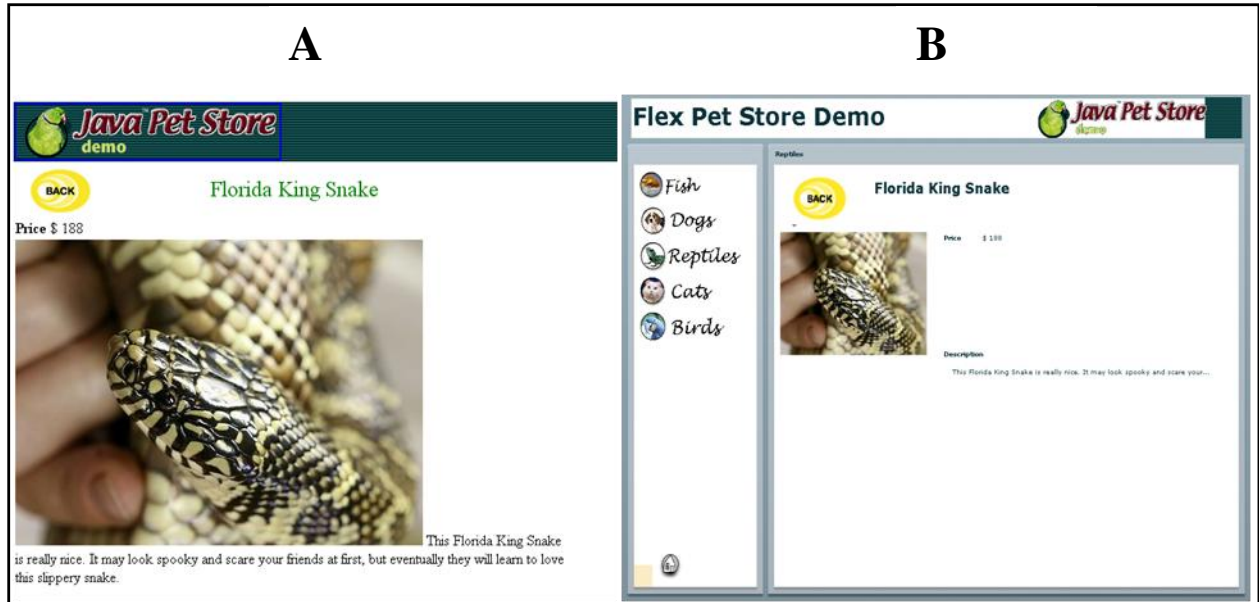 A
B
Java Pet Store
demo
BACK
Florida King Snake
Price $ 188
This Florida King Snake
is really nice. It may look spooky and scare your friends at first, but eventually they will learn to love
this slippery snake.
Flex Pet Store Demo
Java Pet Store
demo
Reptiles
Fish
Dogs
Reptiles
Cats
Birds
BACK
Florida King Snake
Price $ 188
Description
This Florida King Snake is really nice. It may look spooky and scare your...